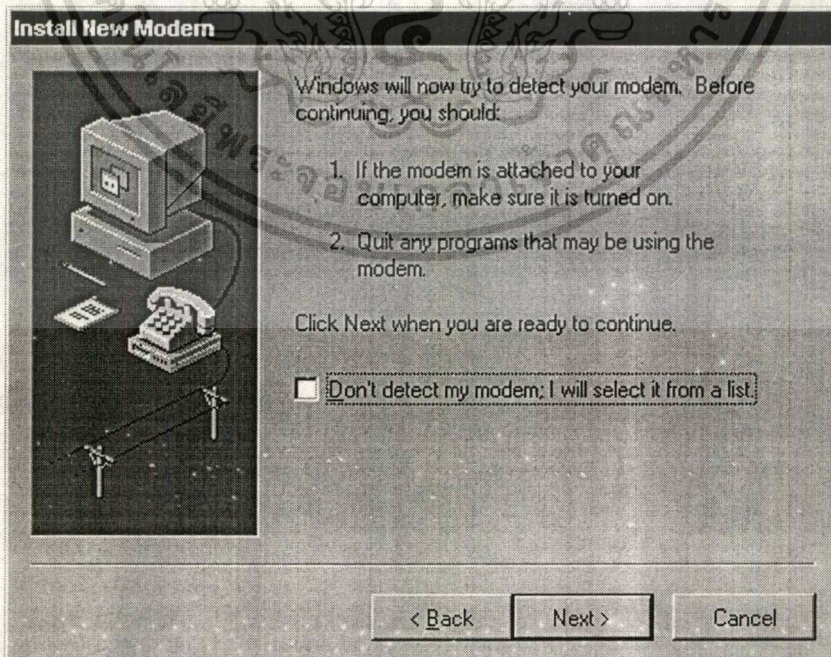 Install New Modem
Windows will now try to detect your modem. Before
continuing, you should:
1. If the modem is attached to your
computer, make sure it is turned on.
2. Quit any programs that may be using the
modem.
Click Next when you are ready to continue.
Don't detect my modem; I will select it from a list.
< Back
Next >
Cancel